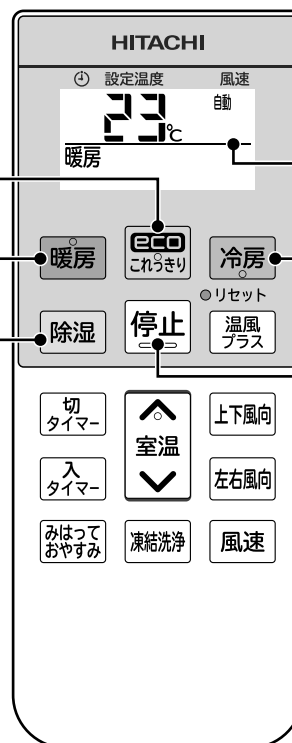 HITACHI
設定温度 風速
23℃ 自動
暖房
暖房
eco
これっきり
冷房
リセット
除湿
停止
温風
プラス
切
タイマー
室温
上下風向
入
タイマー
左右風向
みはって
おやすみ
凍結洗浄
風速